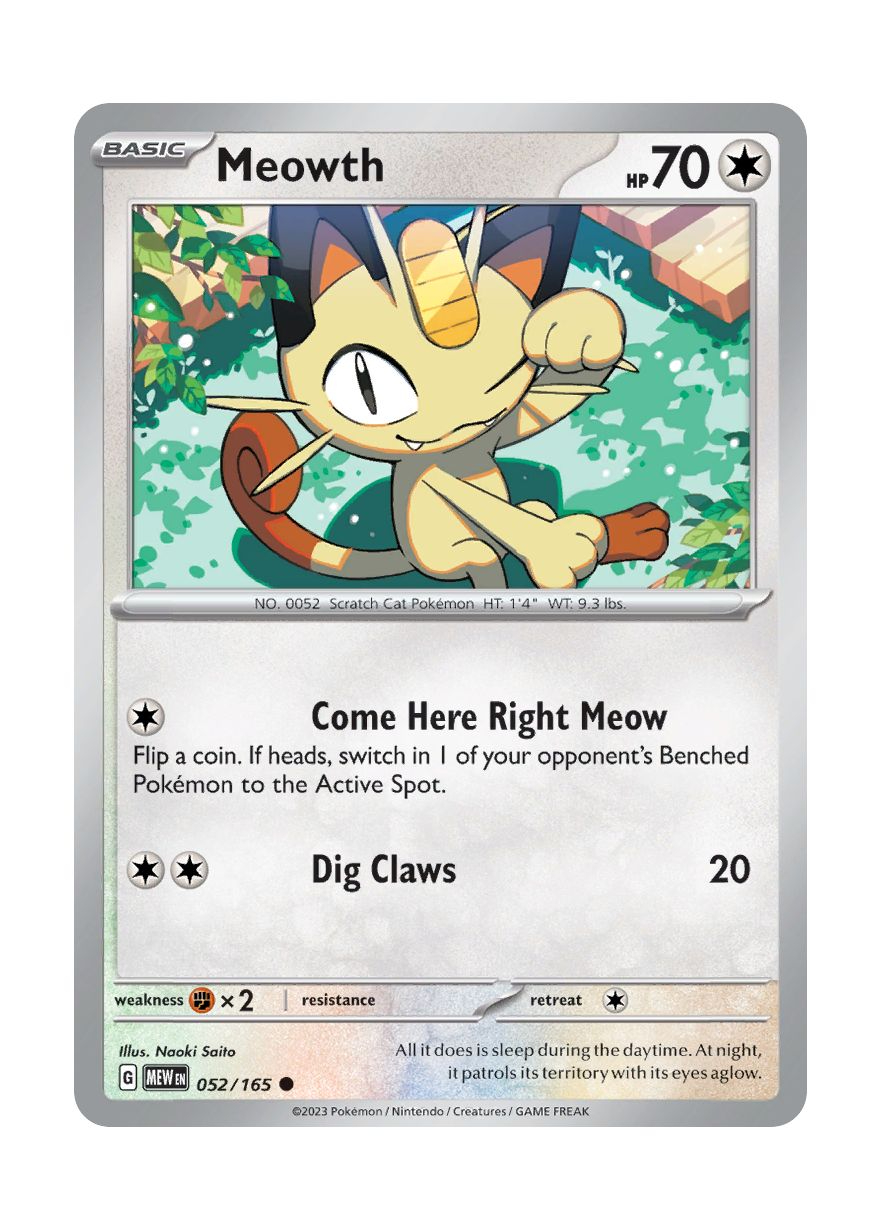 BASIC Meowth HP 70
NO. 0052 Scratch Cat Pokémon HT: 1'4" WT: 9.3 lbs.
Come Here Right Meow
Flip a coin. If heads, switch in 1 of your opponent's Benched
Pokémon to the Active Spot.
Dig Claws 20
weakness ×2 resistance retreat
Illus. Naoki Saito
All it does is sleep during the daytime. At night,
it patrols its territory with its eyes aglow.
G MEW EN 052/165
©2023 Pokémon / Nintendo / Creatures / GAME FREAK